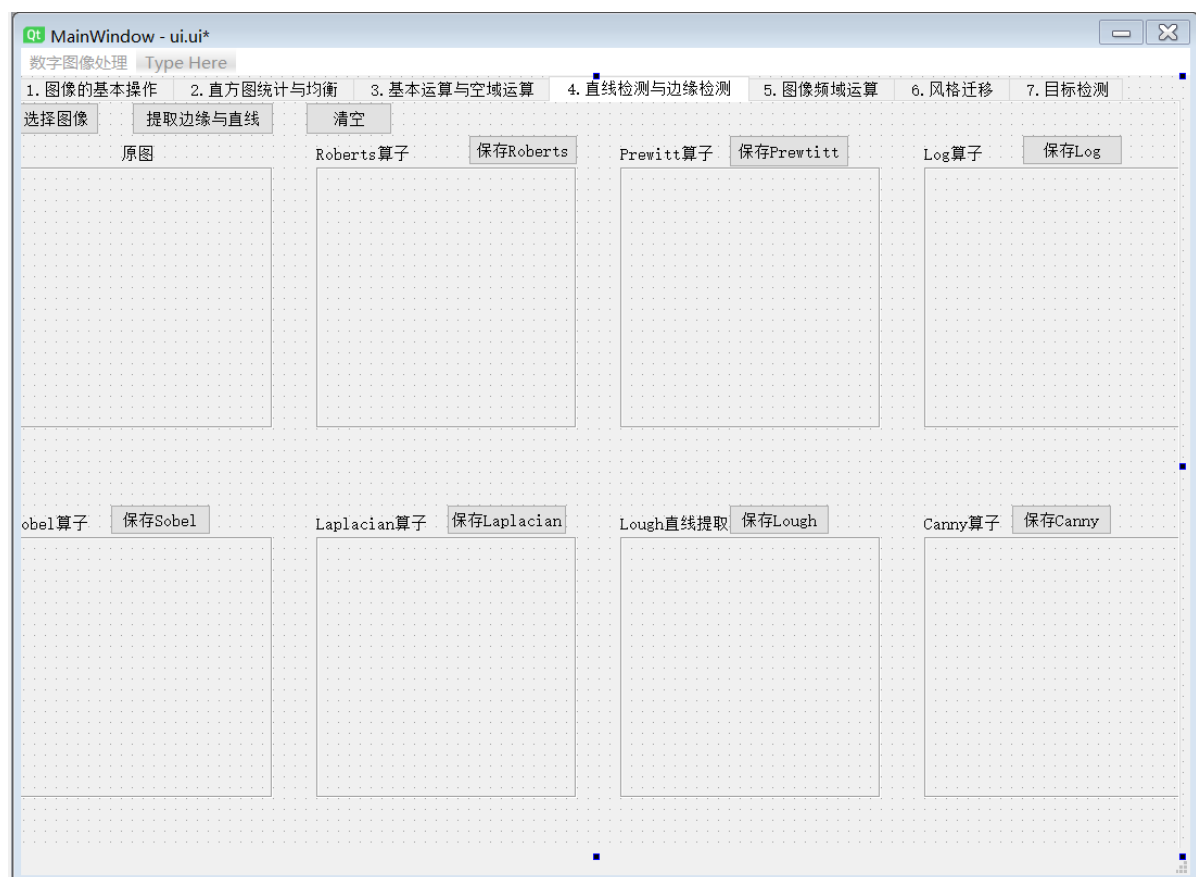 Qt MainWindow - ui.ui*
数字图像处理 Type Here
1. 图像的基本操作 2. 直方图统计与均衡 3. 基本运算与空域运算 4. 直线检测与边缘检测 5. 图像频域运算 6. 风格迁移 7. 目标检测
选择图像 提取边缘与直线 清空
原图 Roberts算子 保存Roberts Prewitt算子 保存Prewtitt Log算子 保存Log
obel算子 保存Sobel Laplacian算子 保存Laplacian Lough直线提取 保存Lough Canny算子 保存Canny